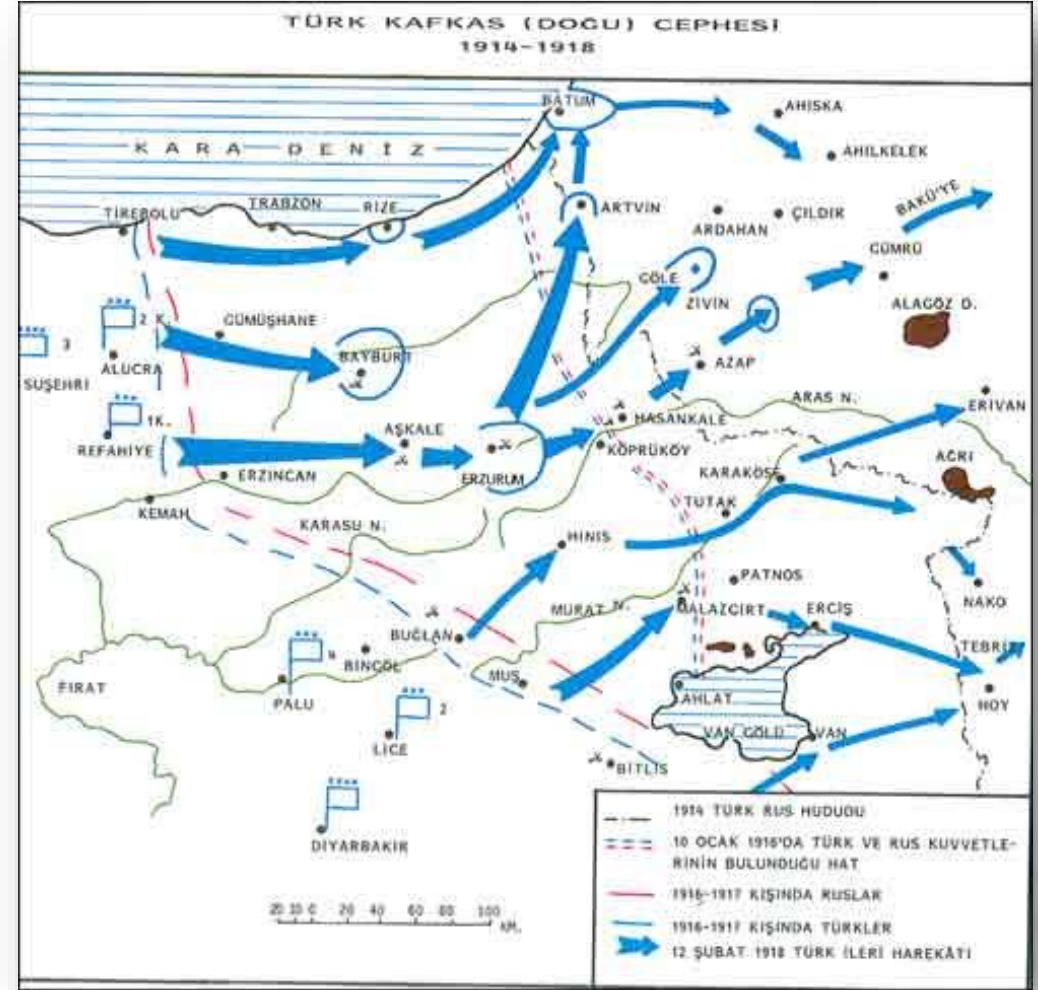 TÜRK KAFKAS (DOĞU) CEPHESİ
1914-1918
BATUM
AHISKA
KARA DENİZ
AHILKELEK
TİREBOLU
TRABZON
RİZE
ARTVİN
ARDAHAN
ÇILDIR
BAKÜ'YE
GÜMRÜ
GÖLE
ZİVİN
ALAGÖZ D.
2 K.
GÜMÜŞHANE
3
SUŞEHRİ
ALUCRA
BAYBURT
AZAP
ARAS N.
ERİVAN
1K.
REFAHİYE
AŞKALE
HASANKALE
KÖPRÜKÖY
ERZİNCAN
ERZURUM
KARAKÖSE
AĞRI
KEMAH
KARASU N.
TUTAK
HINIS
PATNOS
NAKO
MURAT N.
MALAZGİRT
ERCİŞ
BUĞLAN
TEBRİZ
4
BİNGÖL
MUŞ
FIRAT
PALU
AHLAT
HOY
2
LİCE
VAN GÖLÜ
VAN
BİTLİS
DİYARBAKIR
1914 TÜRK RUS HUDUDU
10 OCAK 1916'DA TÜRK VE RUS KUVVETLE-
RİNİN BULUNDUĞU HAT
1916-1917 KIŞINDA RUSLAR
1916-1917 KIŞINDA TÜRKLER
12 ŞUBAT 1918 TÜRK İLERİ HAREKÂTI
20 10 0 20 40 60 80 100
KM.